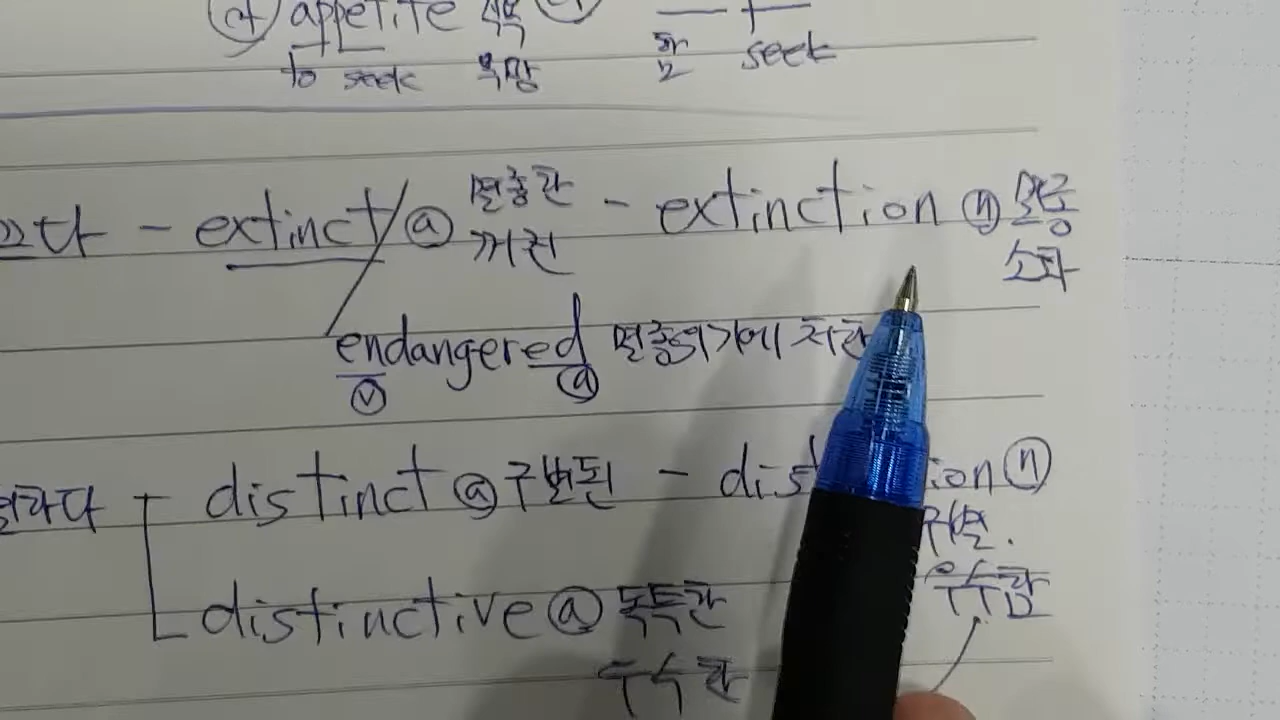 ⓐ appetite 식욕
to seek 욕망 seek
끄다 - extinct ⓐ 멸종한 - extinction ⓝ 멸종
꺼진 소화
endangered 멸종위기에 처한
ⓥ ⓐ
distinct ⓐ 구별된 - ⓝ
구별.
distinctive ⓐ 독특한 우수함
우수한